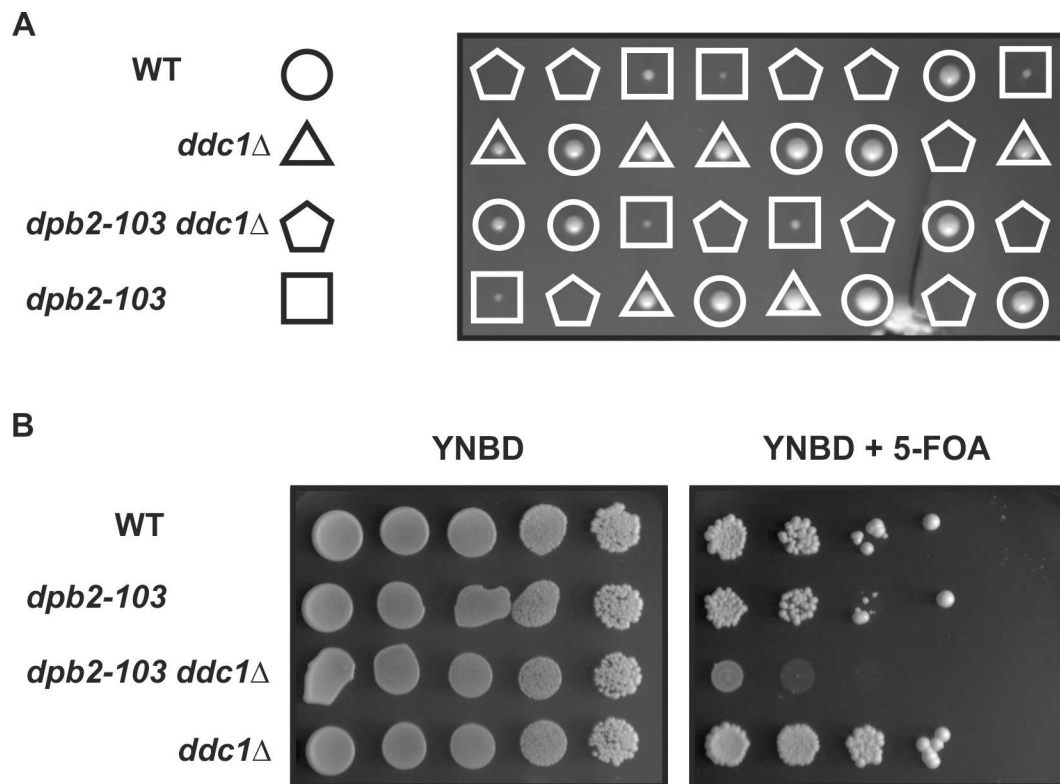 A
WT
ddc1Δ
dpb2-103 ddc1Δ
dpb2-103
B
YNBD
YNBD + 5-FOA
WT
dpb2-103
dpb2-103 ddc1Δ
ddc1Δ